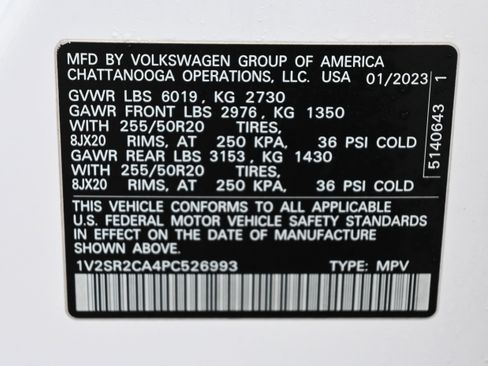 MFD BY VOLKSWAGEN GROUP OF AMERICA
CHATTANOOGA OPERATIONS, LLC. USA 01/2023
GVWR LBS 6019, KG 2730
GAWR FRONT LBS 2976, KG 1350
WITH 255/50R20 TIRES,
8JX20 RIMS, AT 250 KPA, 36 PSI COLD
GAWR REAR LBS 3153, KG 1430
WITH 255/50R20 TIRES,
8JX20 RIMS, AT 250 KPA, 36 PSI COLD
THIS VEHICLE CONFORMS TO ALL APPLICABLE
U.S. FEDERAL MOTOR VEHICLE SAFETY STANDARDS
IN EFFECT ON THE DATE OF MANUFACTURE
SHOWN ABOVE.
1V2SR2CA4PC526993 TYPE: MPV
5140643 1